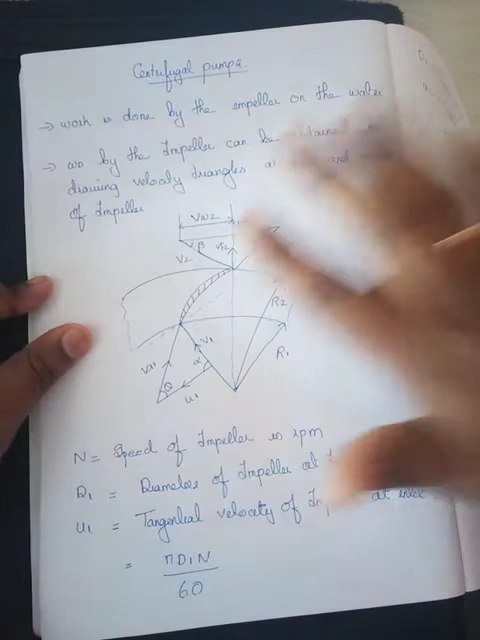 Centrifugal pumps
→ work is done by the impeller on the water
→ WD by the Impeller can be
drawing velocity triangles
of Impeller
Vw2
V2 β Vf2
R2
R1
V1
Vr1
α
θ
u1
N = Speed of Impeller in rpm
D1 = Diameter of Impeller at
u1 = Tangential velocity of at inlet
= πD1N
60